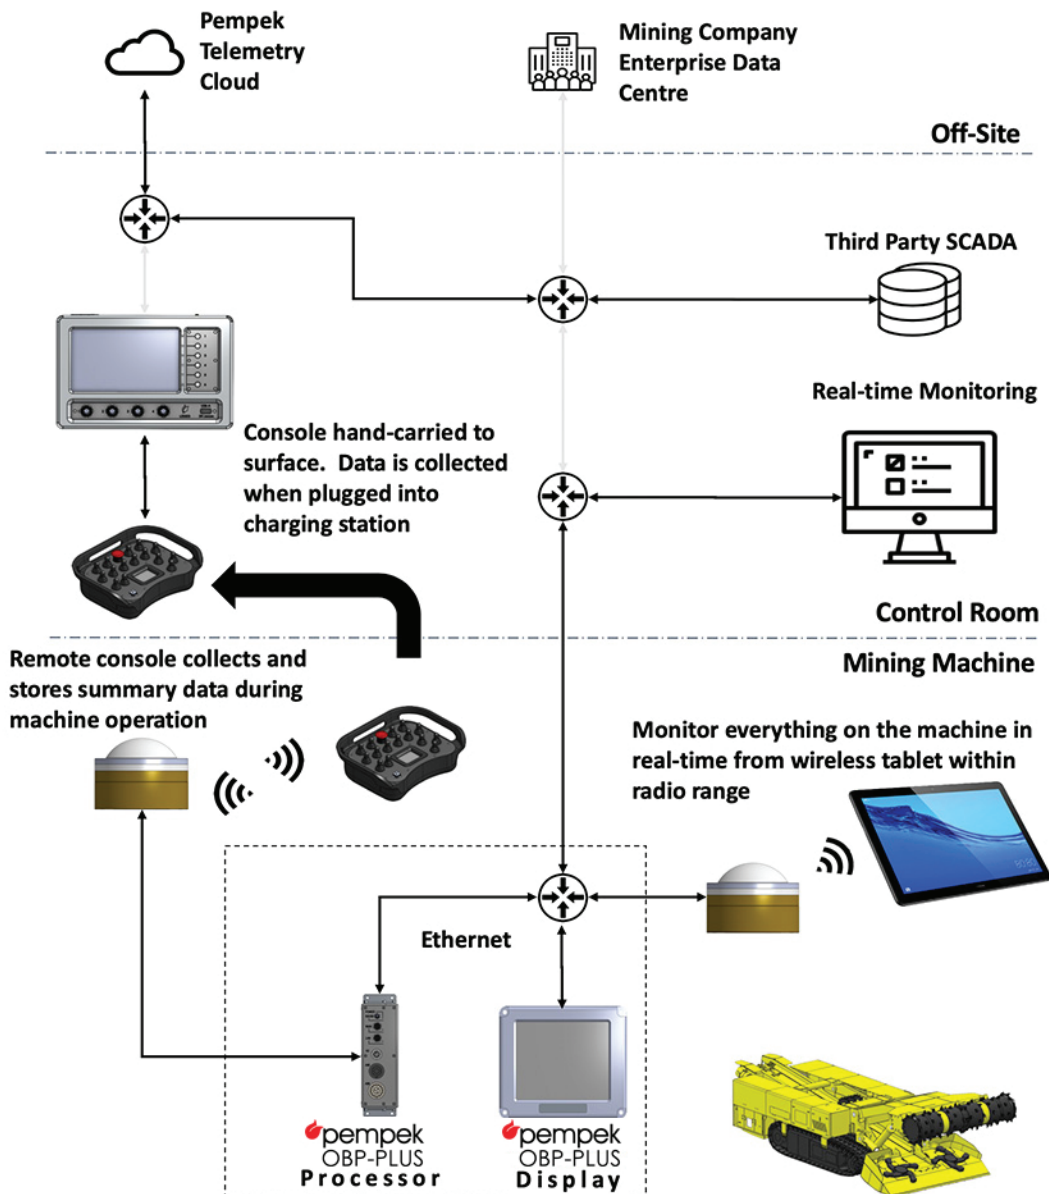 Pempek
Telemetry
Cloud
Mining Company
Enterprise Data
Centre
Off-Site
Third Party SCADA
Real-time Monitoring
Console hand-carried to
surface.  Data is collected
when plugged into
charging station
Control Room
Mining Machine
Remote console collects and
stores summary data during
machine operation
Monitor everything on the machine in
real-time from wireless tablet within
radio range
Ethernet
pempek
OBP-PLUS
Processor
pempek
OBP-PLUS
Display